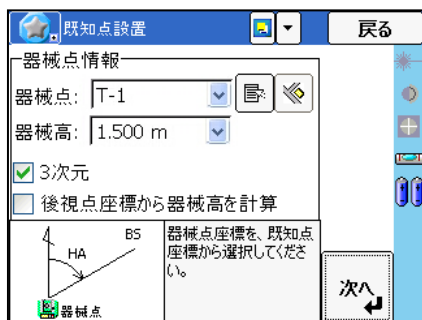 既知点設置
戻る
器械点情報
器械点: T-1
器械高: 1.500 m
3次元
後視点座標から器械高を計算
BS
HA
器械点
器械点座標を、既知点
座標から選択してくださ
い。
次へ